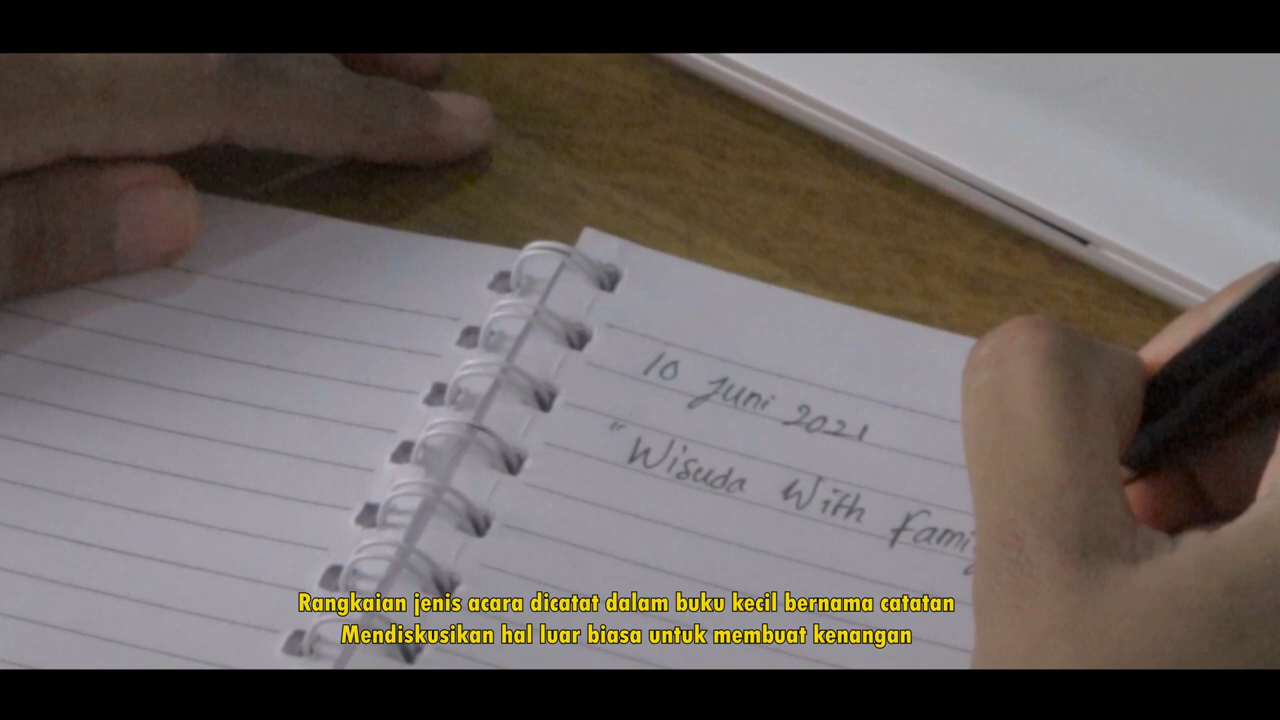 10 Juni 2021
"Wisuda With Family
Rangkaian jenis acara dicatat dalam buku kecil bernama catatan
Mendiskusikan hal luar biasa untuk membuat kenangan